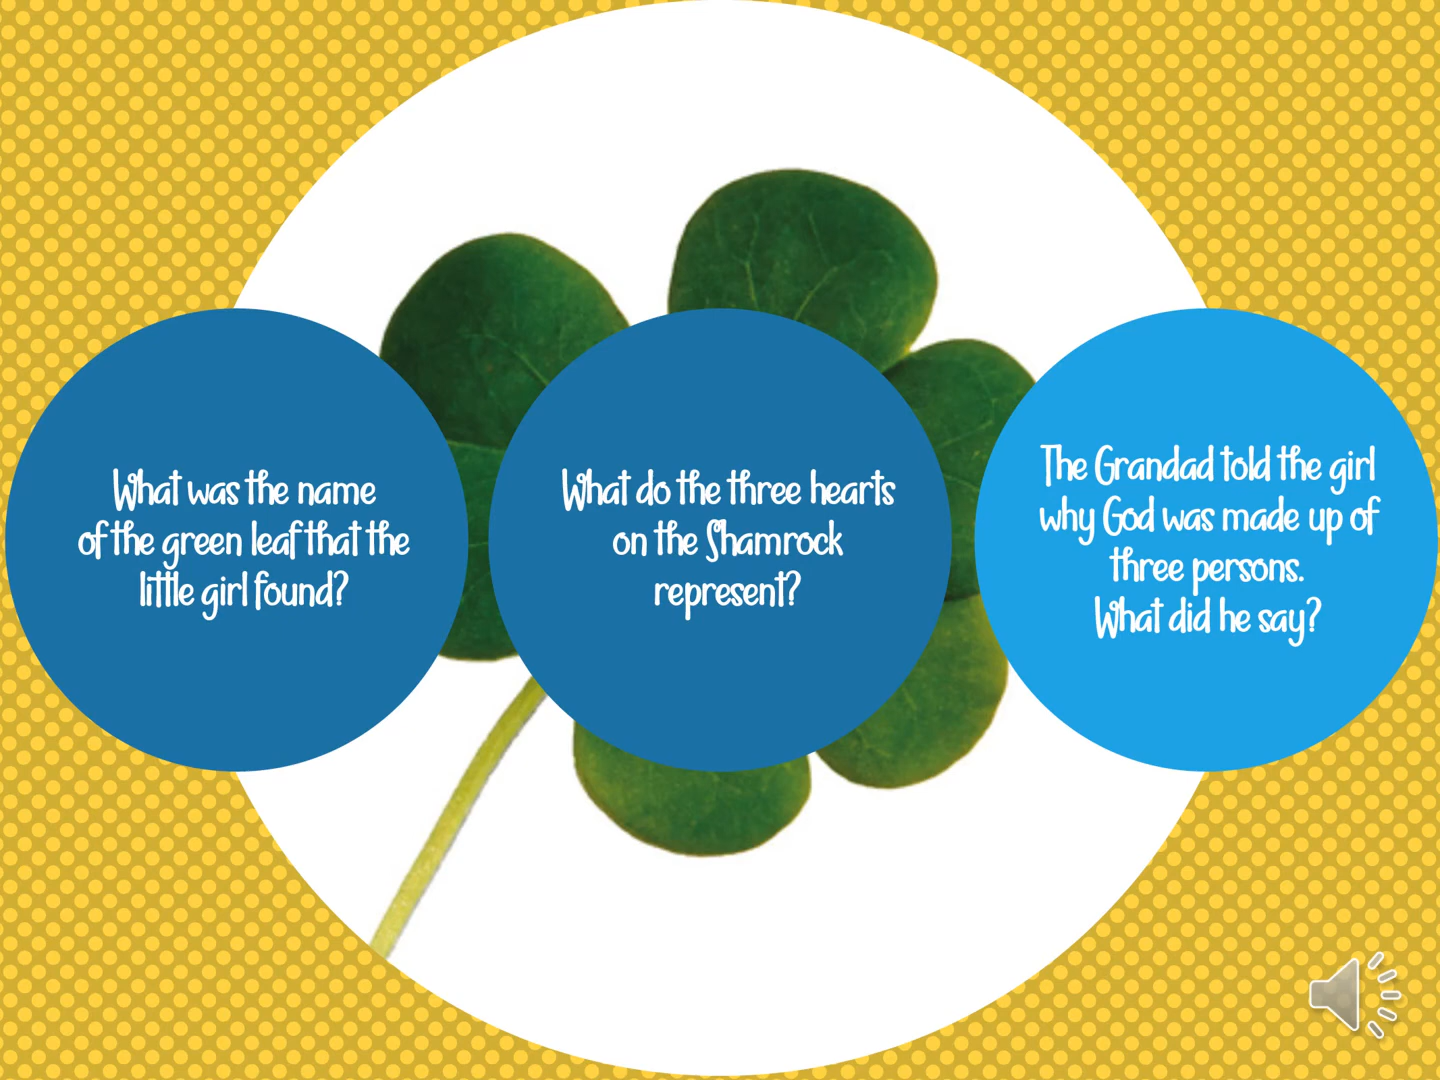 What was the name
of the green leaf that the
little girl found?
What do the three hearts
on the Shamrock
represent?
The Grandad told the girl
why God was made up of
three persons.
What did he say?